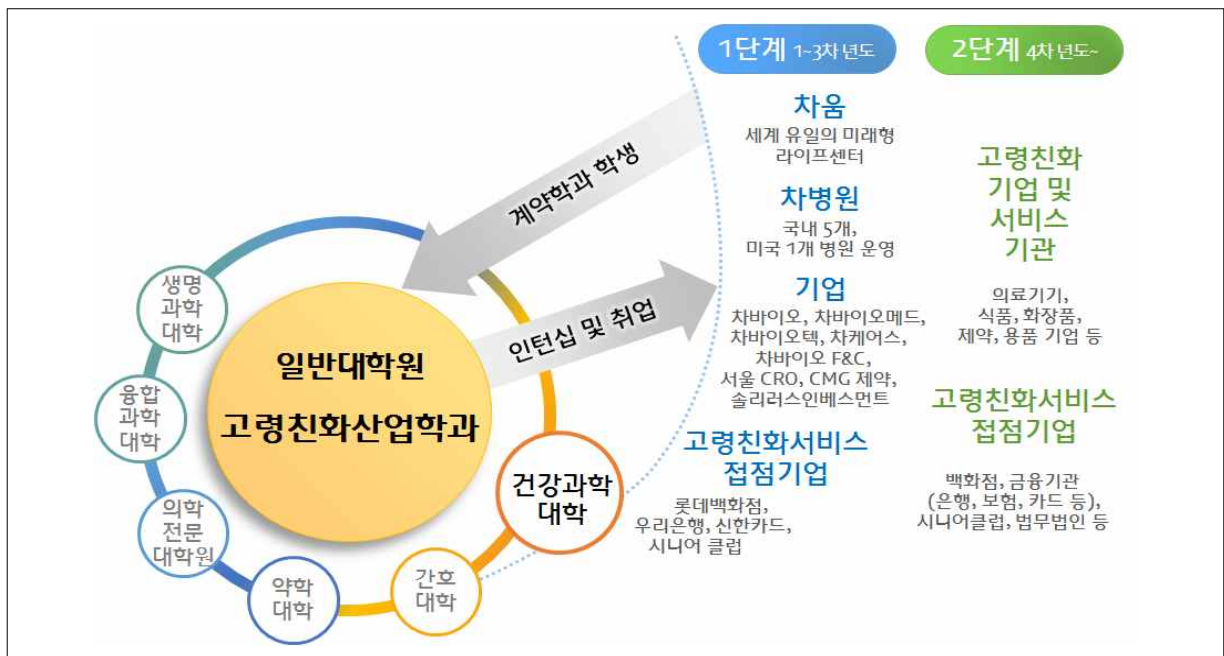 1단계 1~3차 년도
2단계 4차 년도~
차움
세계 유일의 미래형
라이프센터
차병원
국내 5개,
미국 1개 병원 운영
기업
차바이오, 차바이오메드,
차바이오텍, 차케어스,
차바이오 F&C,
서울 CRO, CMG 제약,
솔리러스인베스먼트
고령친화서비스
접점기업
롯데백화점,
우리은행, 신한카드,
시니어 클럽
고령친화
기업 및
서비스
기관
의료기기,
식품, 화장품,
제약, 용품 기업 등
고령친화서비스
접점기업
백화점, 금융기관
(은행, 보험, 카드 등),
시니어클럽, 법무법인 등
계약학과 학생
인턴십 및 취업
일반대학원
고령친화산업학과
생명
과학
대학
융합
과학
대학
의학
전문
대학원
약학
대학
간호
대학
건강과학
대학